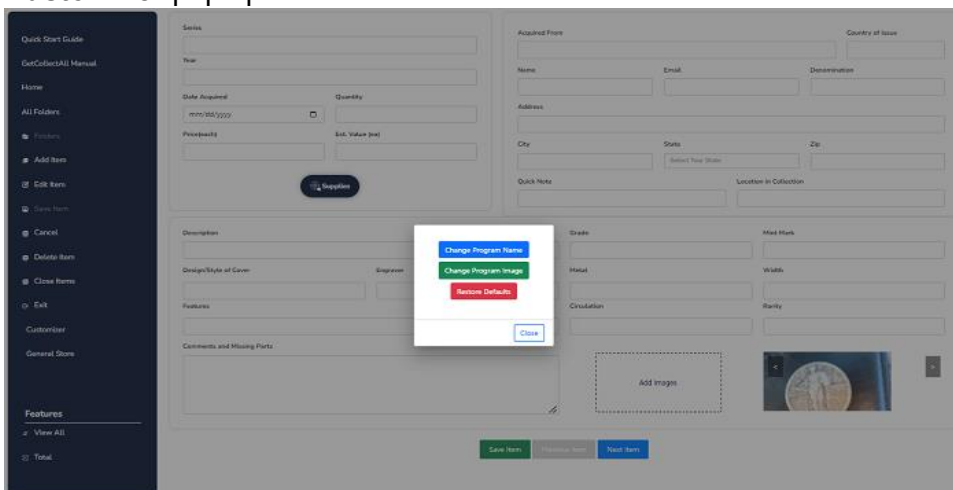 Quick Start Guide
GetCollectAll Manual
Home
All Folders
Folders
Add Item
Edit Item
Save Item
Cancel
Delete Item
Close Items
Exit
Customizer
General Store
Features
View All
Total
Series
Year
Date Acquired Quantity
mm/dd/yyyy
Price(each) Est. Value (ea)
Supplies
Acquired From Country of Issue
Name Email Denomination
Address
City State Zip
Select Your State
Quick Note Location in Collection
Description Grade Mint Mark
Design/Style of Cover Engraver Metal Width
Features Circulation Rarity
Comments and Missing Parts
Add Images
< >
Change Program Name
Change Program Image
Restore Defaults
Close
Save Item Previous Item Next Item